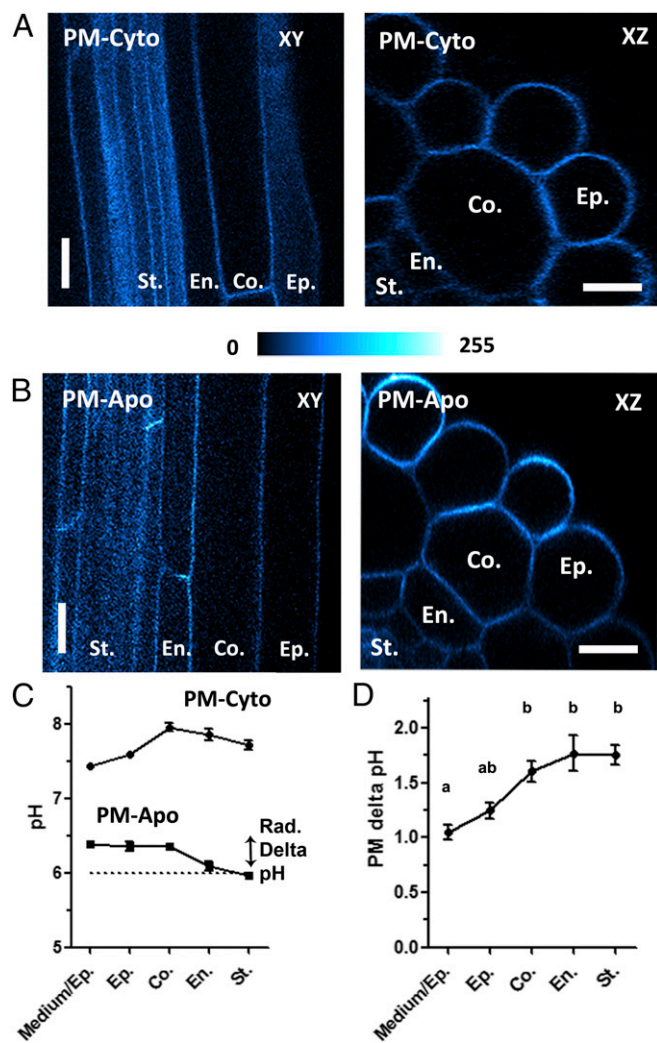 A
PM-Cyto XY
St. En. Co. Ep.
PM-Cyto XZ
Co. Ep.
En.
St.
0 255
B
PM-Apo XY
St. En. Co. Ep.
PM-Apo XZ
Co. Ep.
En.
St.
C
PM-Cyto
PM-Apo
Rad.
Delta
pH
pH
8
7
6
5
Medium/Ep.
Ep.
Co.
En.
St.
D
PM delta pH
2.0
1.5
1.0
0.5
0.0
a
ab
b
b
b
Medium/Ep.
Ep.
Co.
En.
St.